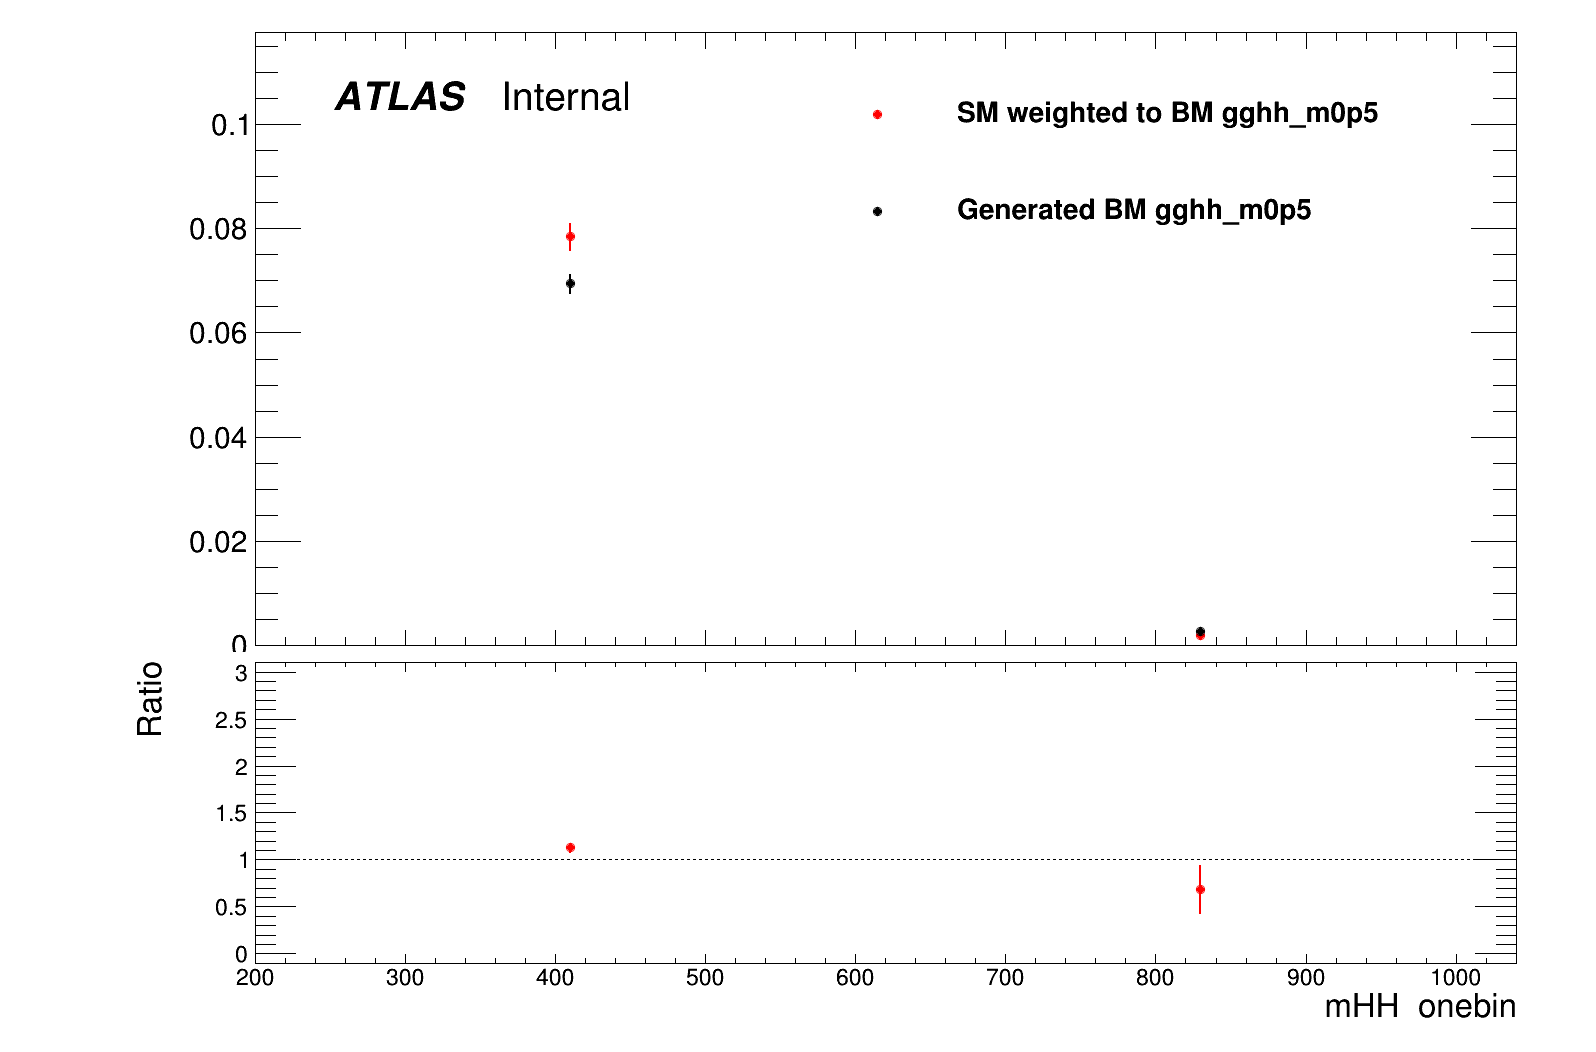 ATLAS Internal
SM weighted to BM gghh_m0p5
Generated BM gghh_m0p5
0.1
0.08
0.06
0.04
0.02
0
Ratio
3
2.5
2
1.5
1
0.5
0
200 300 400 500 600 700 800 900 1000
mHH onebin